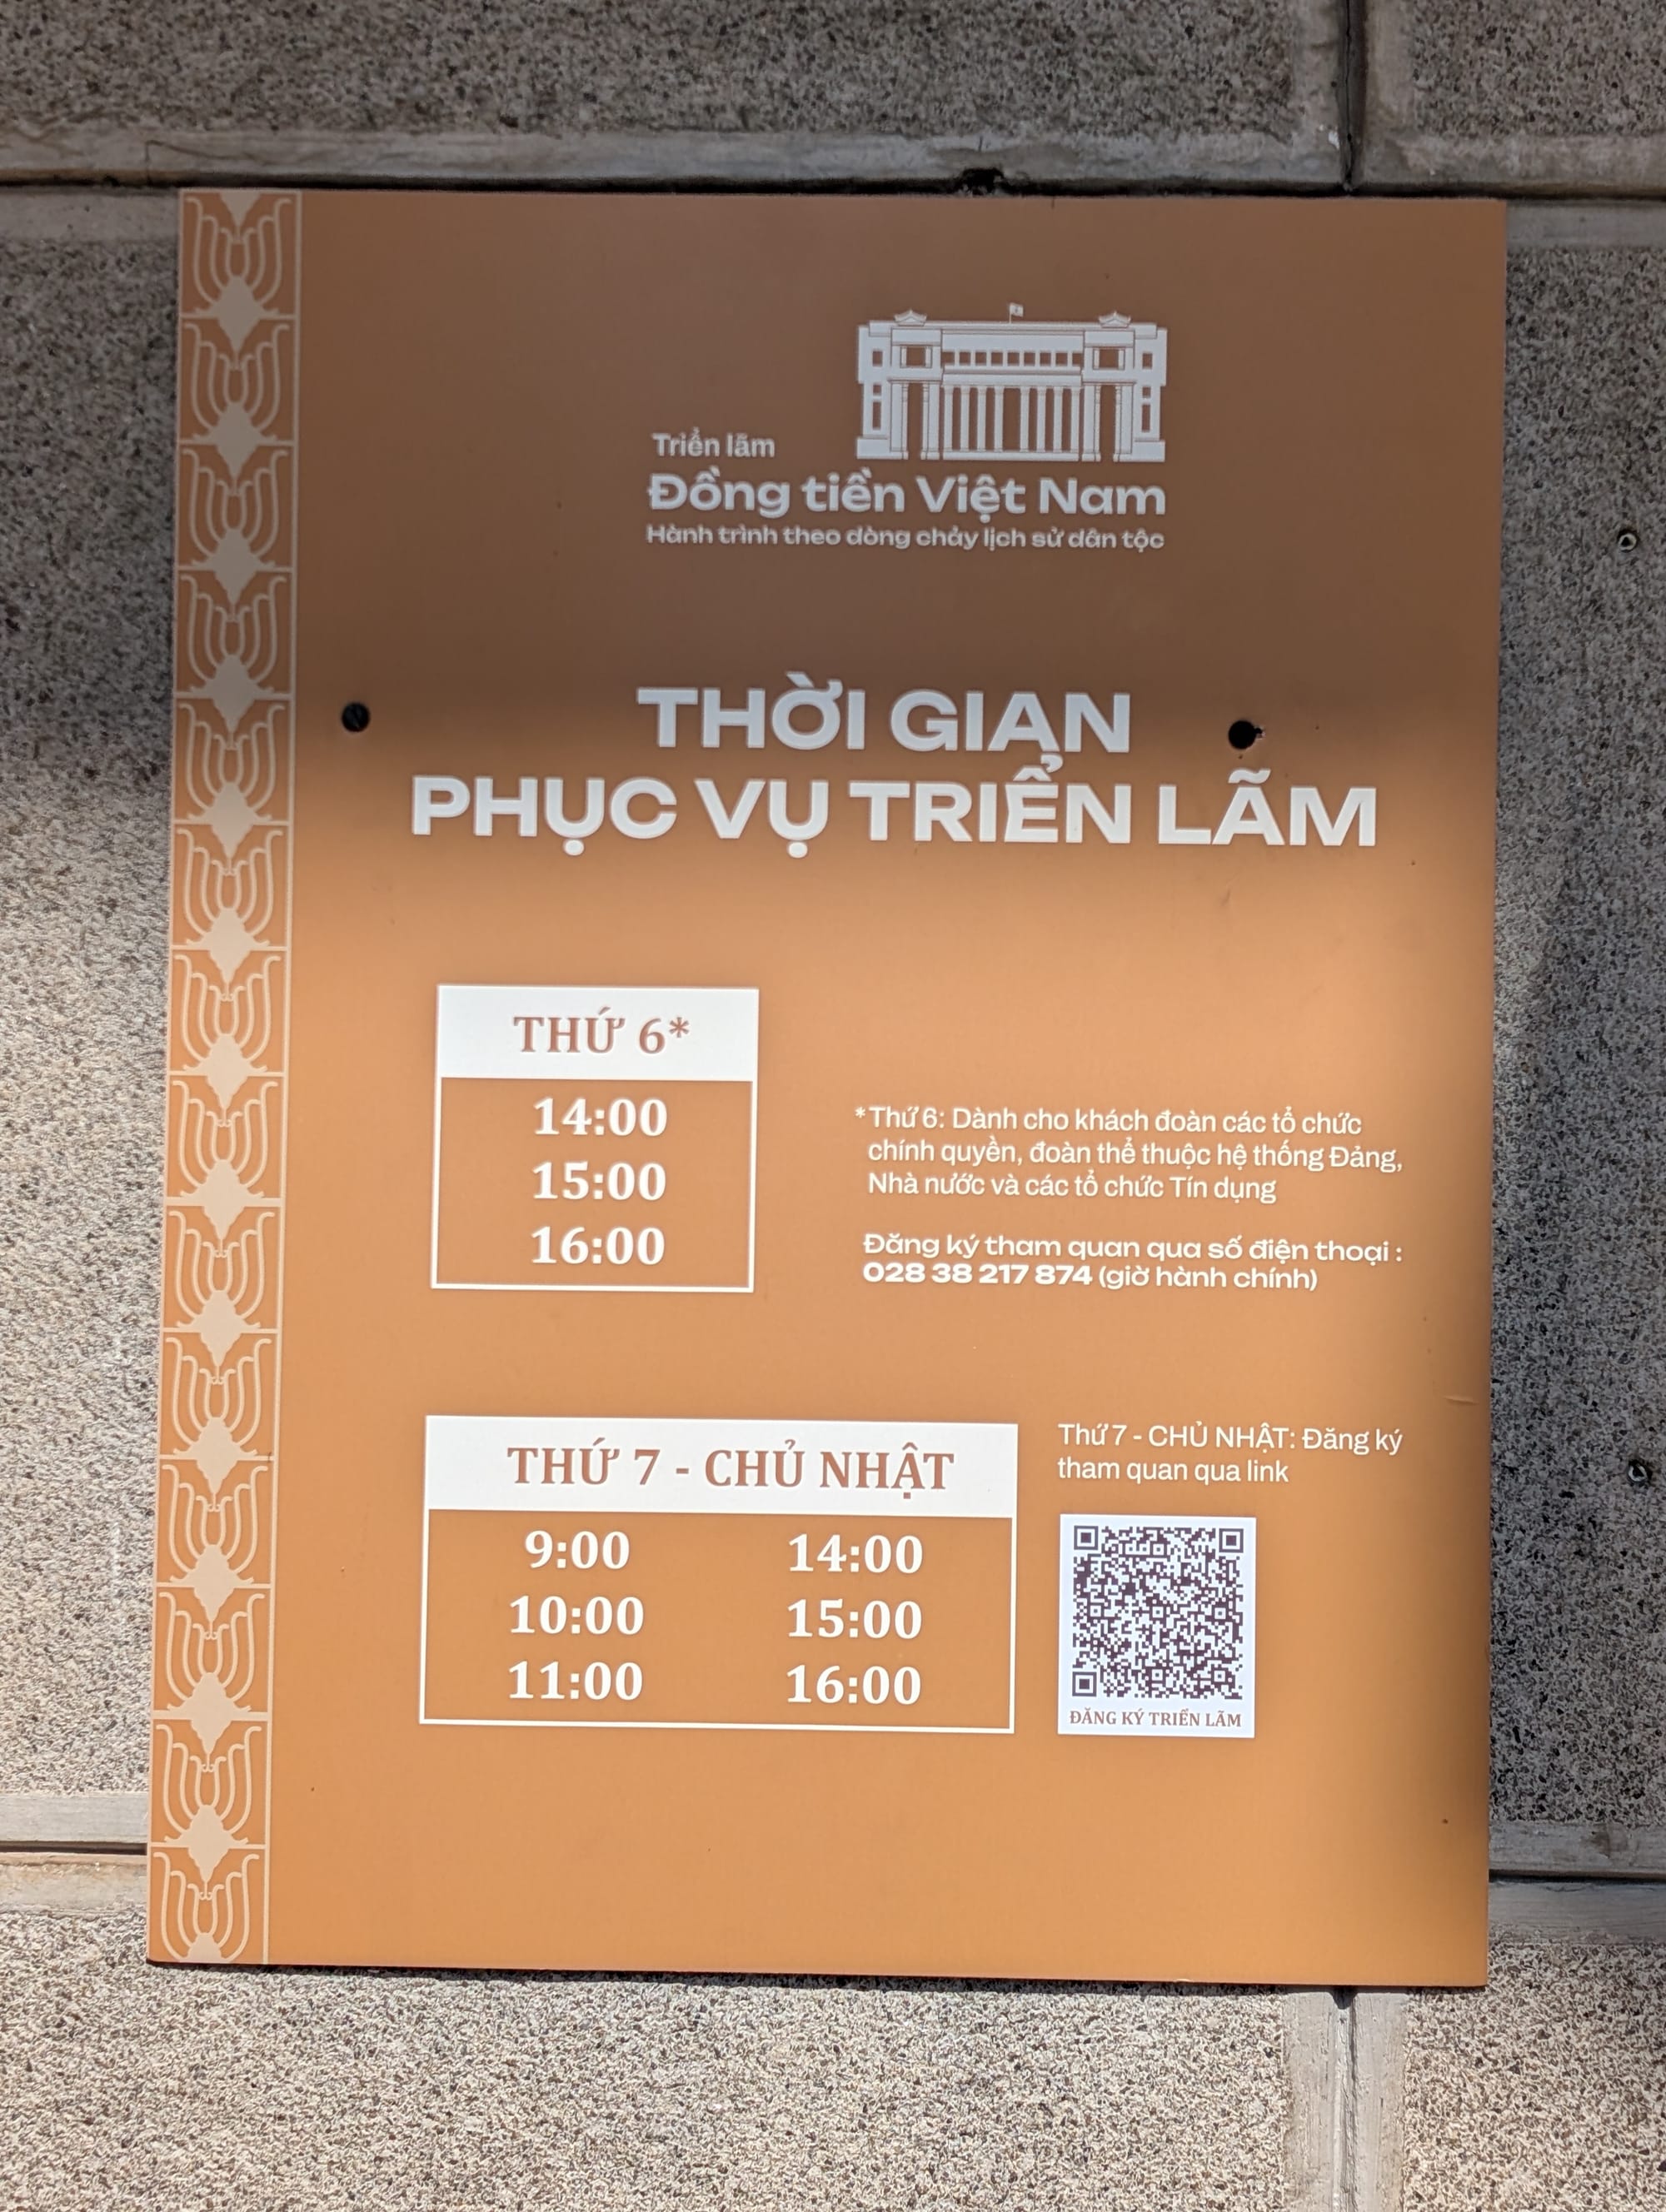 Triển lãm
Đồng tiền Việt Nam
Hành trình theo dòng chảy lịch sử dân tộc
THỜI GIAN
PHỤC VỤ TRIỂN LÃM
THỨ 6*
14:00
15:00
16:00
*Thứ 6: Dành cho khách đoàn các tổ chức
chính quyền, đoàn thể thuộc hệ thống Đảng,
Nhà nước và các tổ chức Tín dụng
Đăng ký tham quan qua số điện thoại :
028 38 217 874 (giờ hành chính)
THỨ 7 - CHỦ NHẬT
9:00 14:00
10:00 15:00
11:00 16:00
Thứ 7 - CHỦ NHẬT: Đăng ký
tham quan qua link
ĐĂNG KÝ TRIỂN LÃM